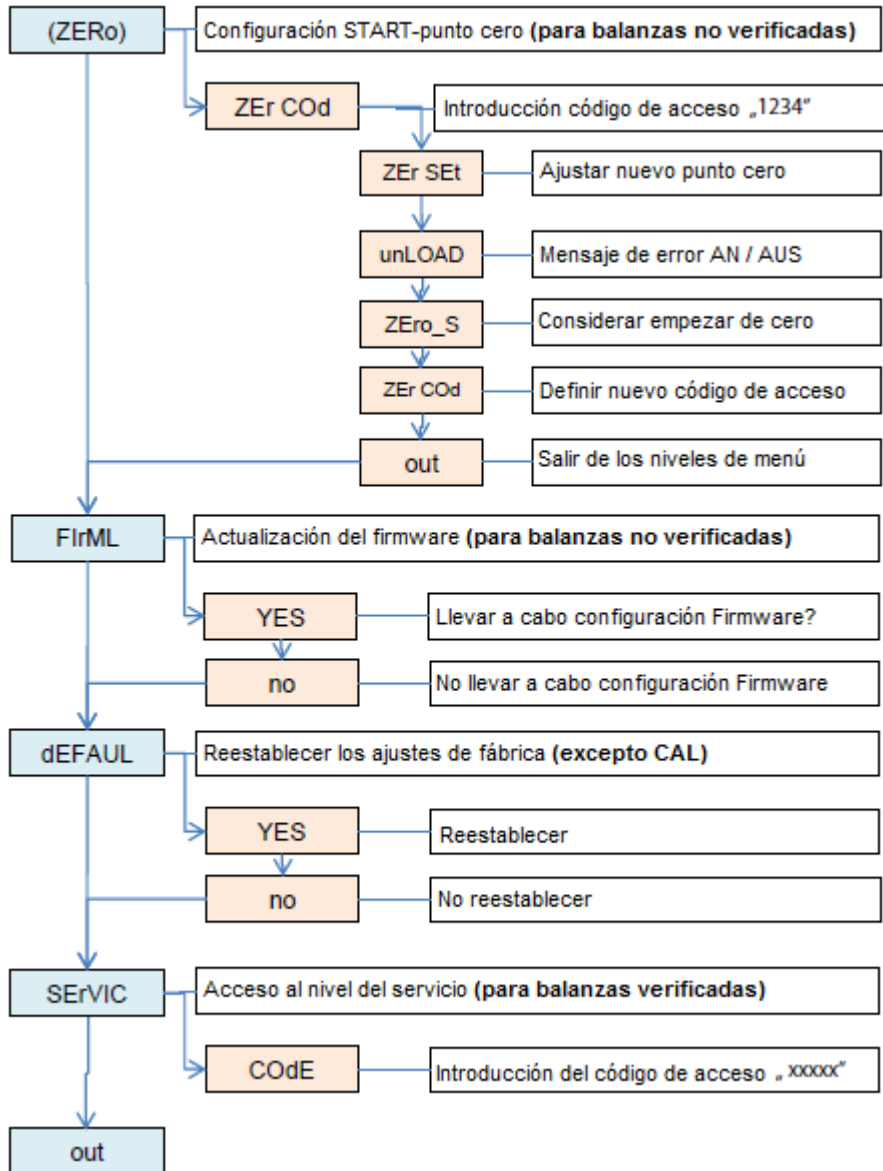 (ZERo)
Configuración START-punto cero (para balanzas no verificadas)
ZEr COd
Introducción código de acceso „1234”
ZEr SEt
Ajustar nuevo punto cero
unLOAD
Mensaje de error AN / AUS
ZEro_S
Considerar empezar de cero
ZEr COd
Definir nuevo código de acceso
out
Salir de los niveles de menú
FIrML
Actualización del firmware (para balanzas no verificadas)
YES
Llevar a cabo configuración Firmware?
no
No llevar a cabo configuración Firmware
dEFAUL
Reestablecer los ajustes de fábrica (excepto CAL)
YES
Reestablecer
no
No reestablecer
SErVIC
Acceso al nivel del servicio (para balanzas verificadas)
COdE
Introducción del código de acceso „ xxxxx”
out